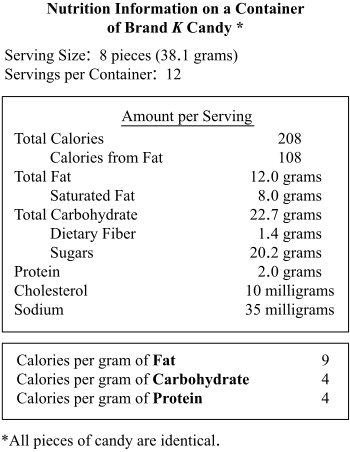 Nutrition Information on a Container
of Brand K Candy *
Serving Size: 8 pieces (38.1 grams)
Servings per Container: 12
Amount per Serving
Total Calories 208
Calories from Fat 108
Total Fat 12.0 grams
Saturated Fat 8.0 grams
Total Carbohydrate 22.7 grams
Dietary Fiber 1.4 grams
Sugars 20.2 grams
Protein 2.0 grams
Cholesterol 10 milligrams
Sodium 35 milligrams
Calories per gram of Fat 9
Calories per gram of Carbohydrate 4
Calories per gram of Protein 4
*All pieces of candy are identical.